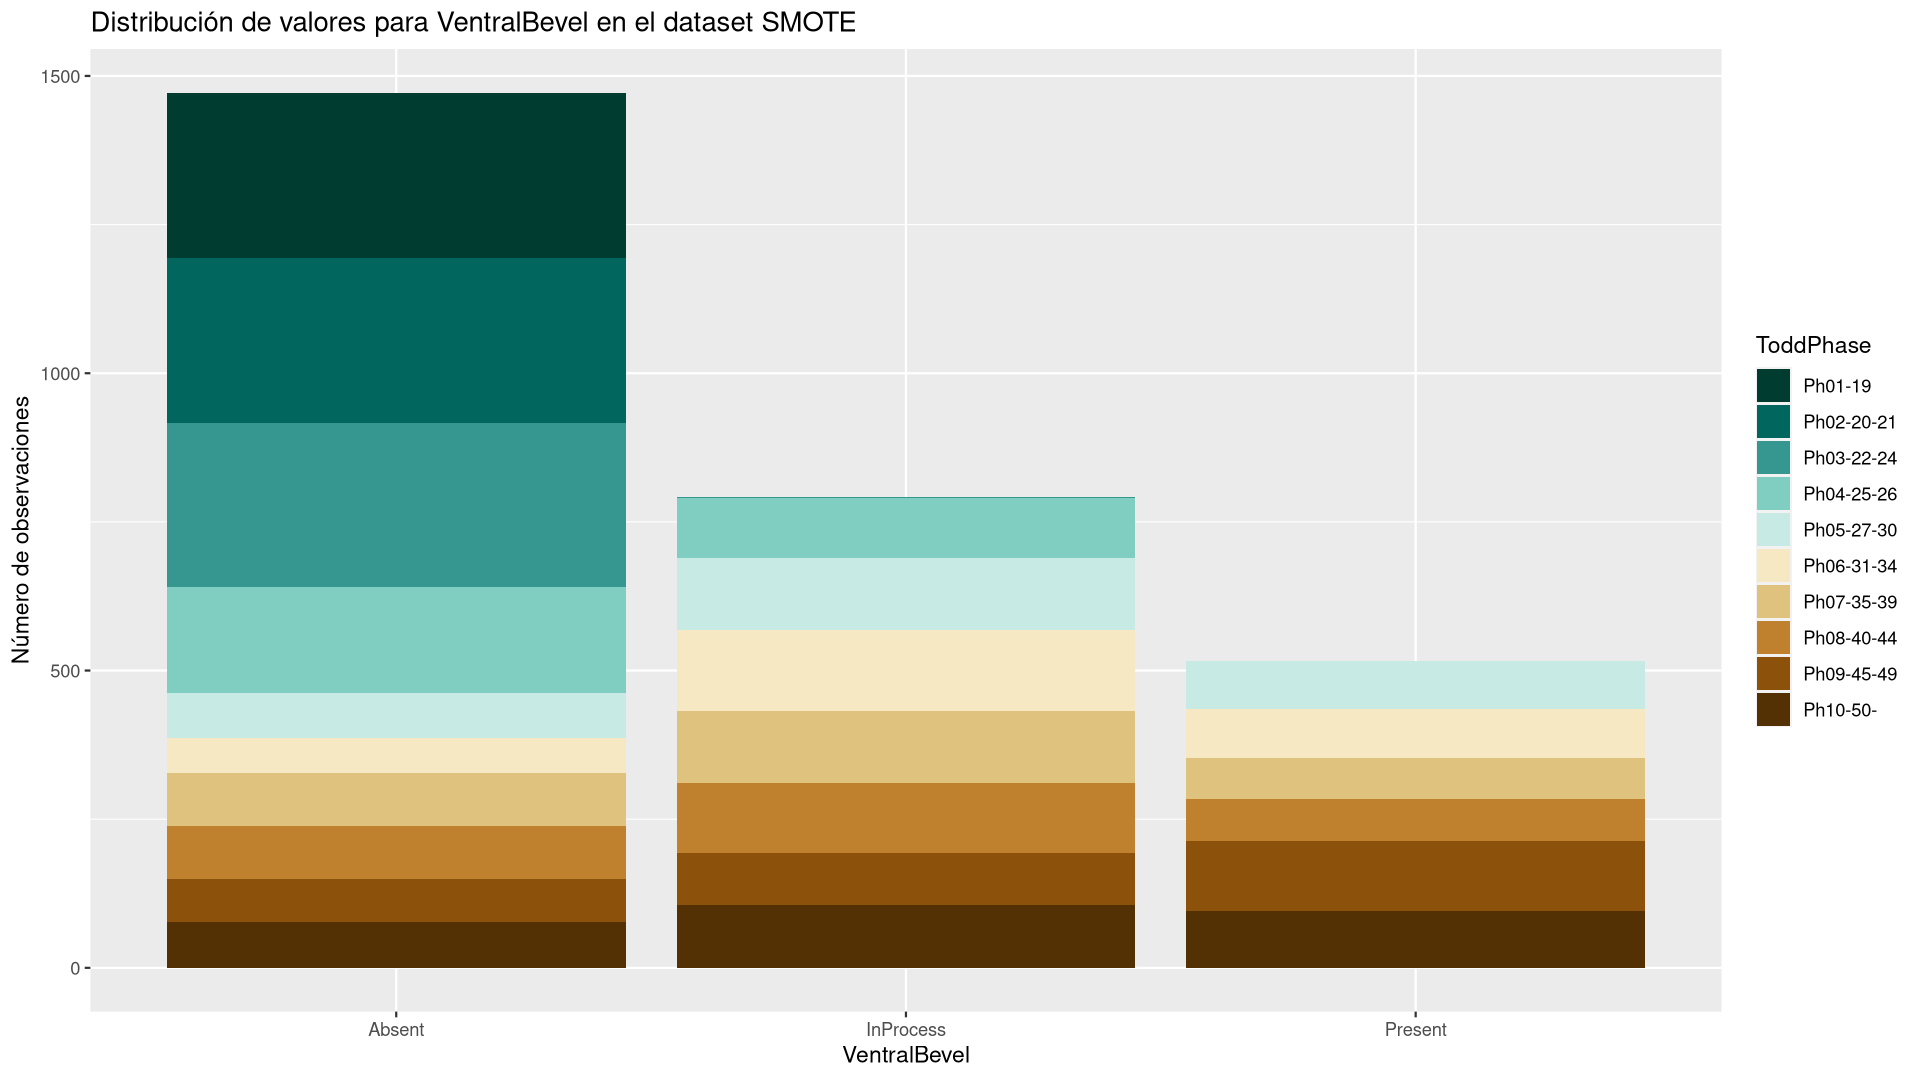 Distribución de valores para VentralBevel en el dataset SMOTE
Número de observaciones
1500
1000
500
0
Absent
InProcess
Present
VentralBevel
ToddPhase
Ph01-19
Ph02-20-21
Ph03-22-24
Ph04-25-26
Ph05-27-30
Ph06-31-34
Ph07-35-39
Ph08-40-44
Ph09-45-49
Ph10-50-